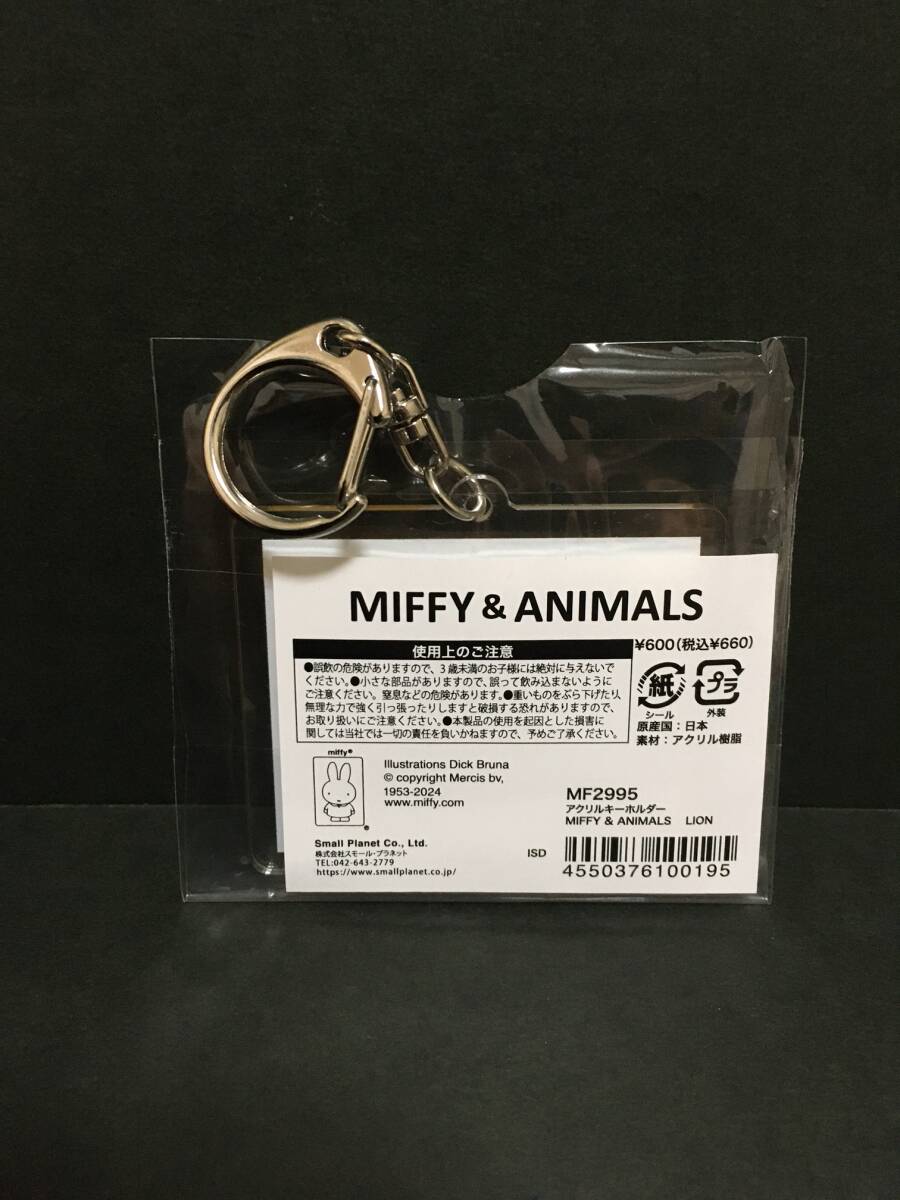 MIFFY & ANIMALS
使用上のご注意
●誤飲の危険がありますので、3歳未満のお子様には絶対に与えないで
ください。●小さな部品がありますので、誤って飲み込まないように
ご注意ください。窒息などの危険があります。●重いものをぶら下げたり、
無理な力で強く引っ張ったりしますと破損する恐れがありますので、
お取り扱いにご注意ください。●本製品の使用を起因とした損害に
関しては当社では一切の責任を負いかねますので、予めご了承ください。
¥600(税込¥660)
紙
プラ
シール
外装
原産国:日本
素材:アクリル樹脂
miffy®
®
Illustrations Dick Bruna
© copyright Mercis bv,
1953-2024
www.miffy.com
MF2995
アクリルキーホルダー
MIFFY & ANIMALS LION
Small Planet Co., Ltd.
株式会社スモール・プラネット
TEL:042-643-2779
https://www.smallplanet.co.jp/
ISD
4550376100195